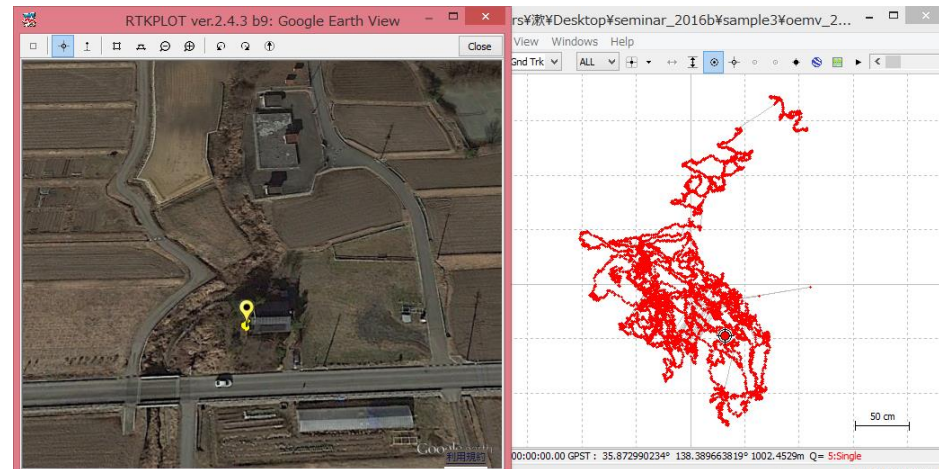 RTKPLOT ver.2.4.3 b9: Google Earth View
Close
Google earth
利用規約
rs¥漱¥Desktop¥seminar_2016b¥sample3¥oemv_2...
View Windows Help
Gnd Trk
ALL
50 cm
00:00:00.00 GPST : 35.872990234° 138.389663819° 1002.4529m Q= 5:Single